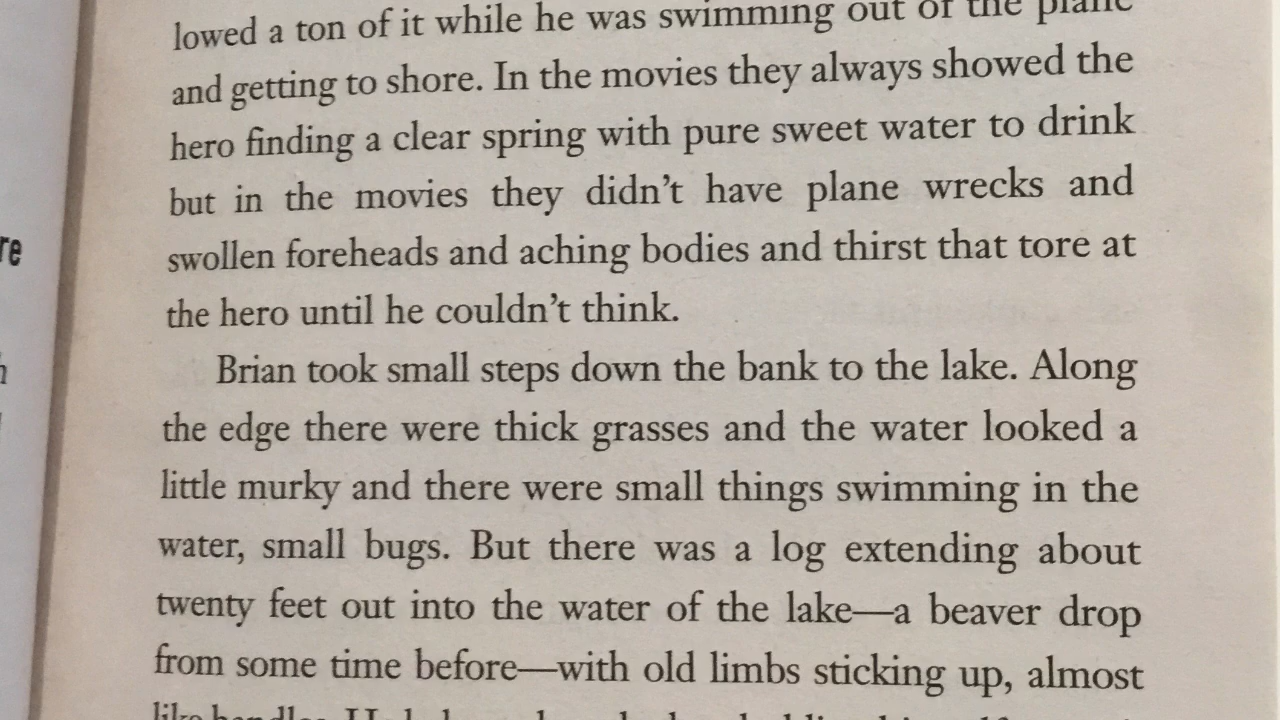 lowed a ton of it while he was swimming out of the plane
and getting to shore. In the movies they always showed the
hero finding a clear spring with pure sweet water to drink
but in the movies they didn’t have plane wrecks and
swollen foreheads and aching bodies and thirst that tore at
the hero until he couldn’t think.
Brian took small steps down the bank to the lake. Along
the edge there were thick grasses and the water looked a
little murky and there were small things swimming in the
water, small bugs. But there was a log extending about
twenty feet out into the water of the lake—a beaver drop
from some time before—with old limbs sticking up, almost
like handles.